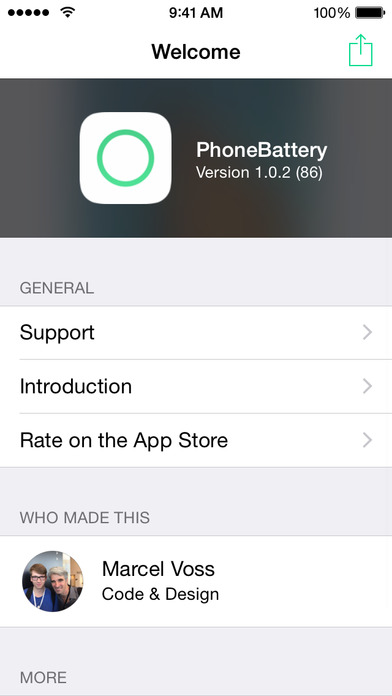 9:41 AM 100%
Welcome
PhoneBattery
Version 1.0.2 (86)
GENERAL
Support
Introduction
Rate on the App Store
WHO MADE THIS
Marcel Voss
Code & Design
MORE